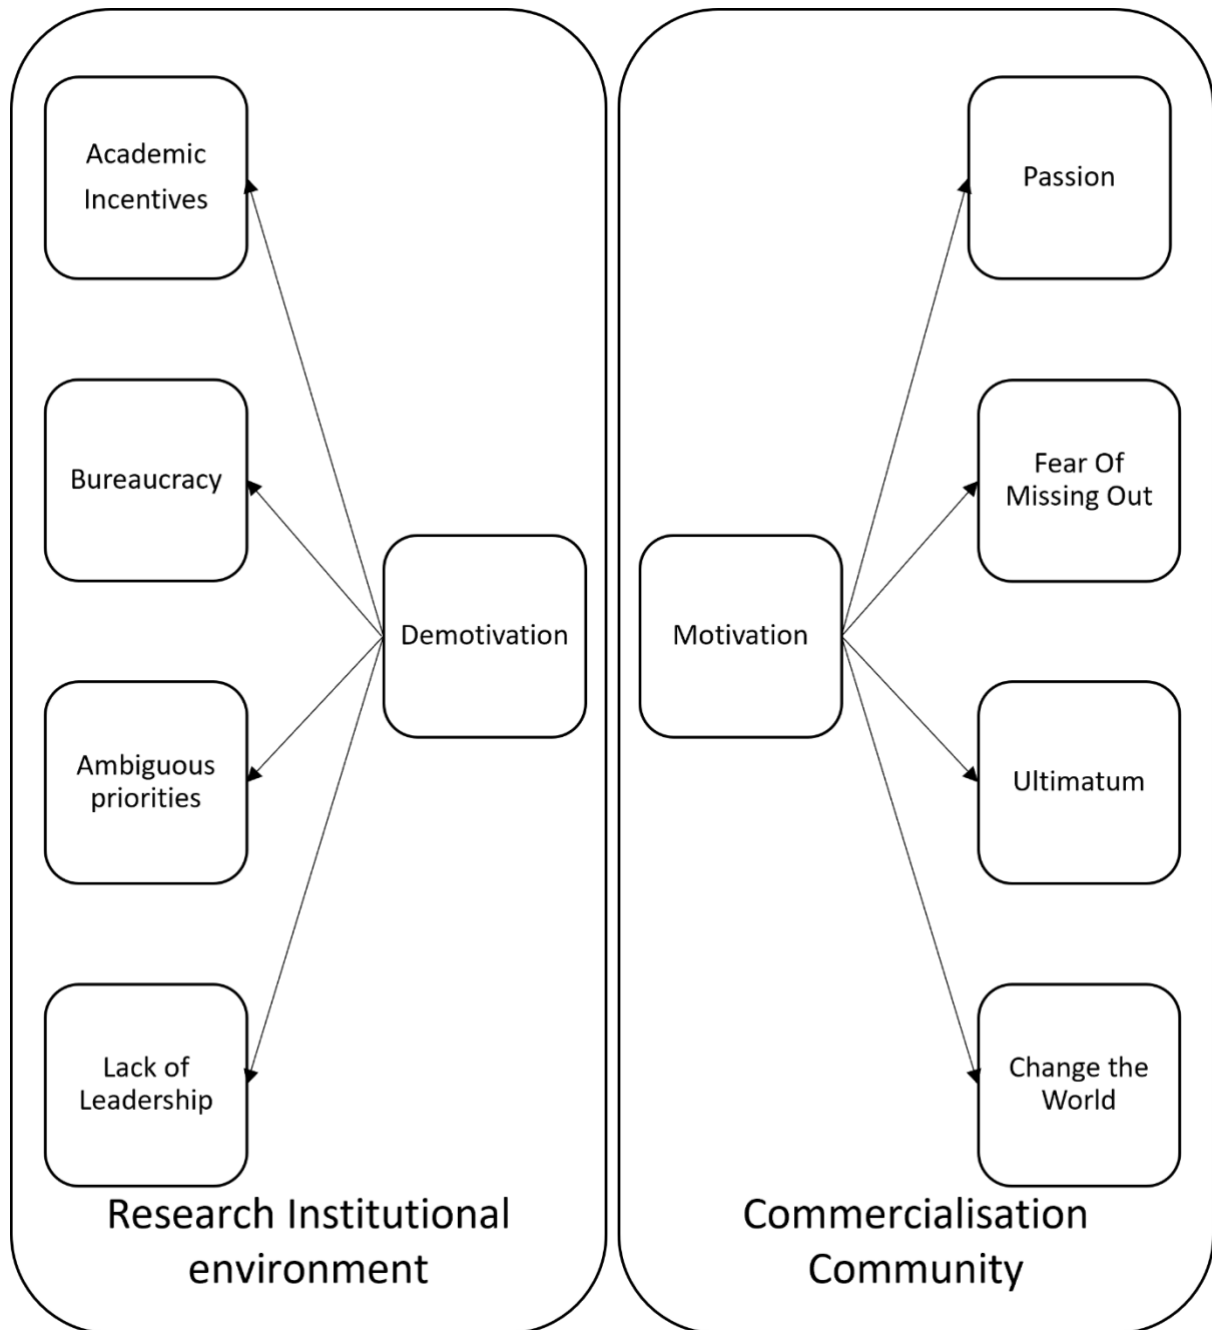 Academic
Incentives
Bureaucracy
Demotivation
Ambiguous
priorities
Lack of
Leadership
Research Institutional
environment
Passion
Fear Of
Missing Out
Motivation
Ultimatum
Change the
World
Commercialisation
Community